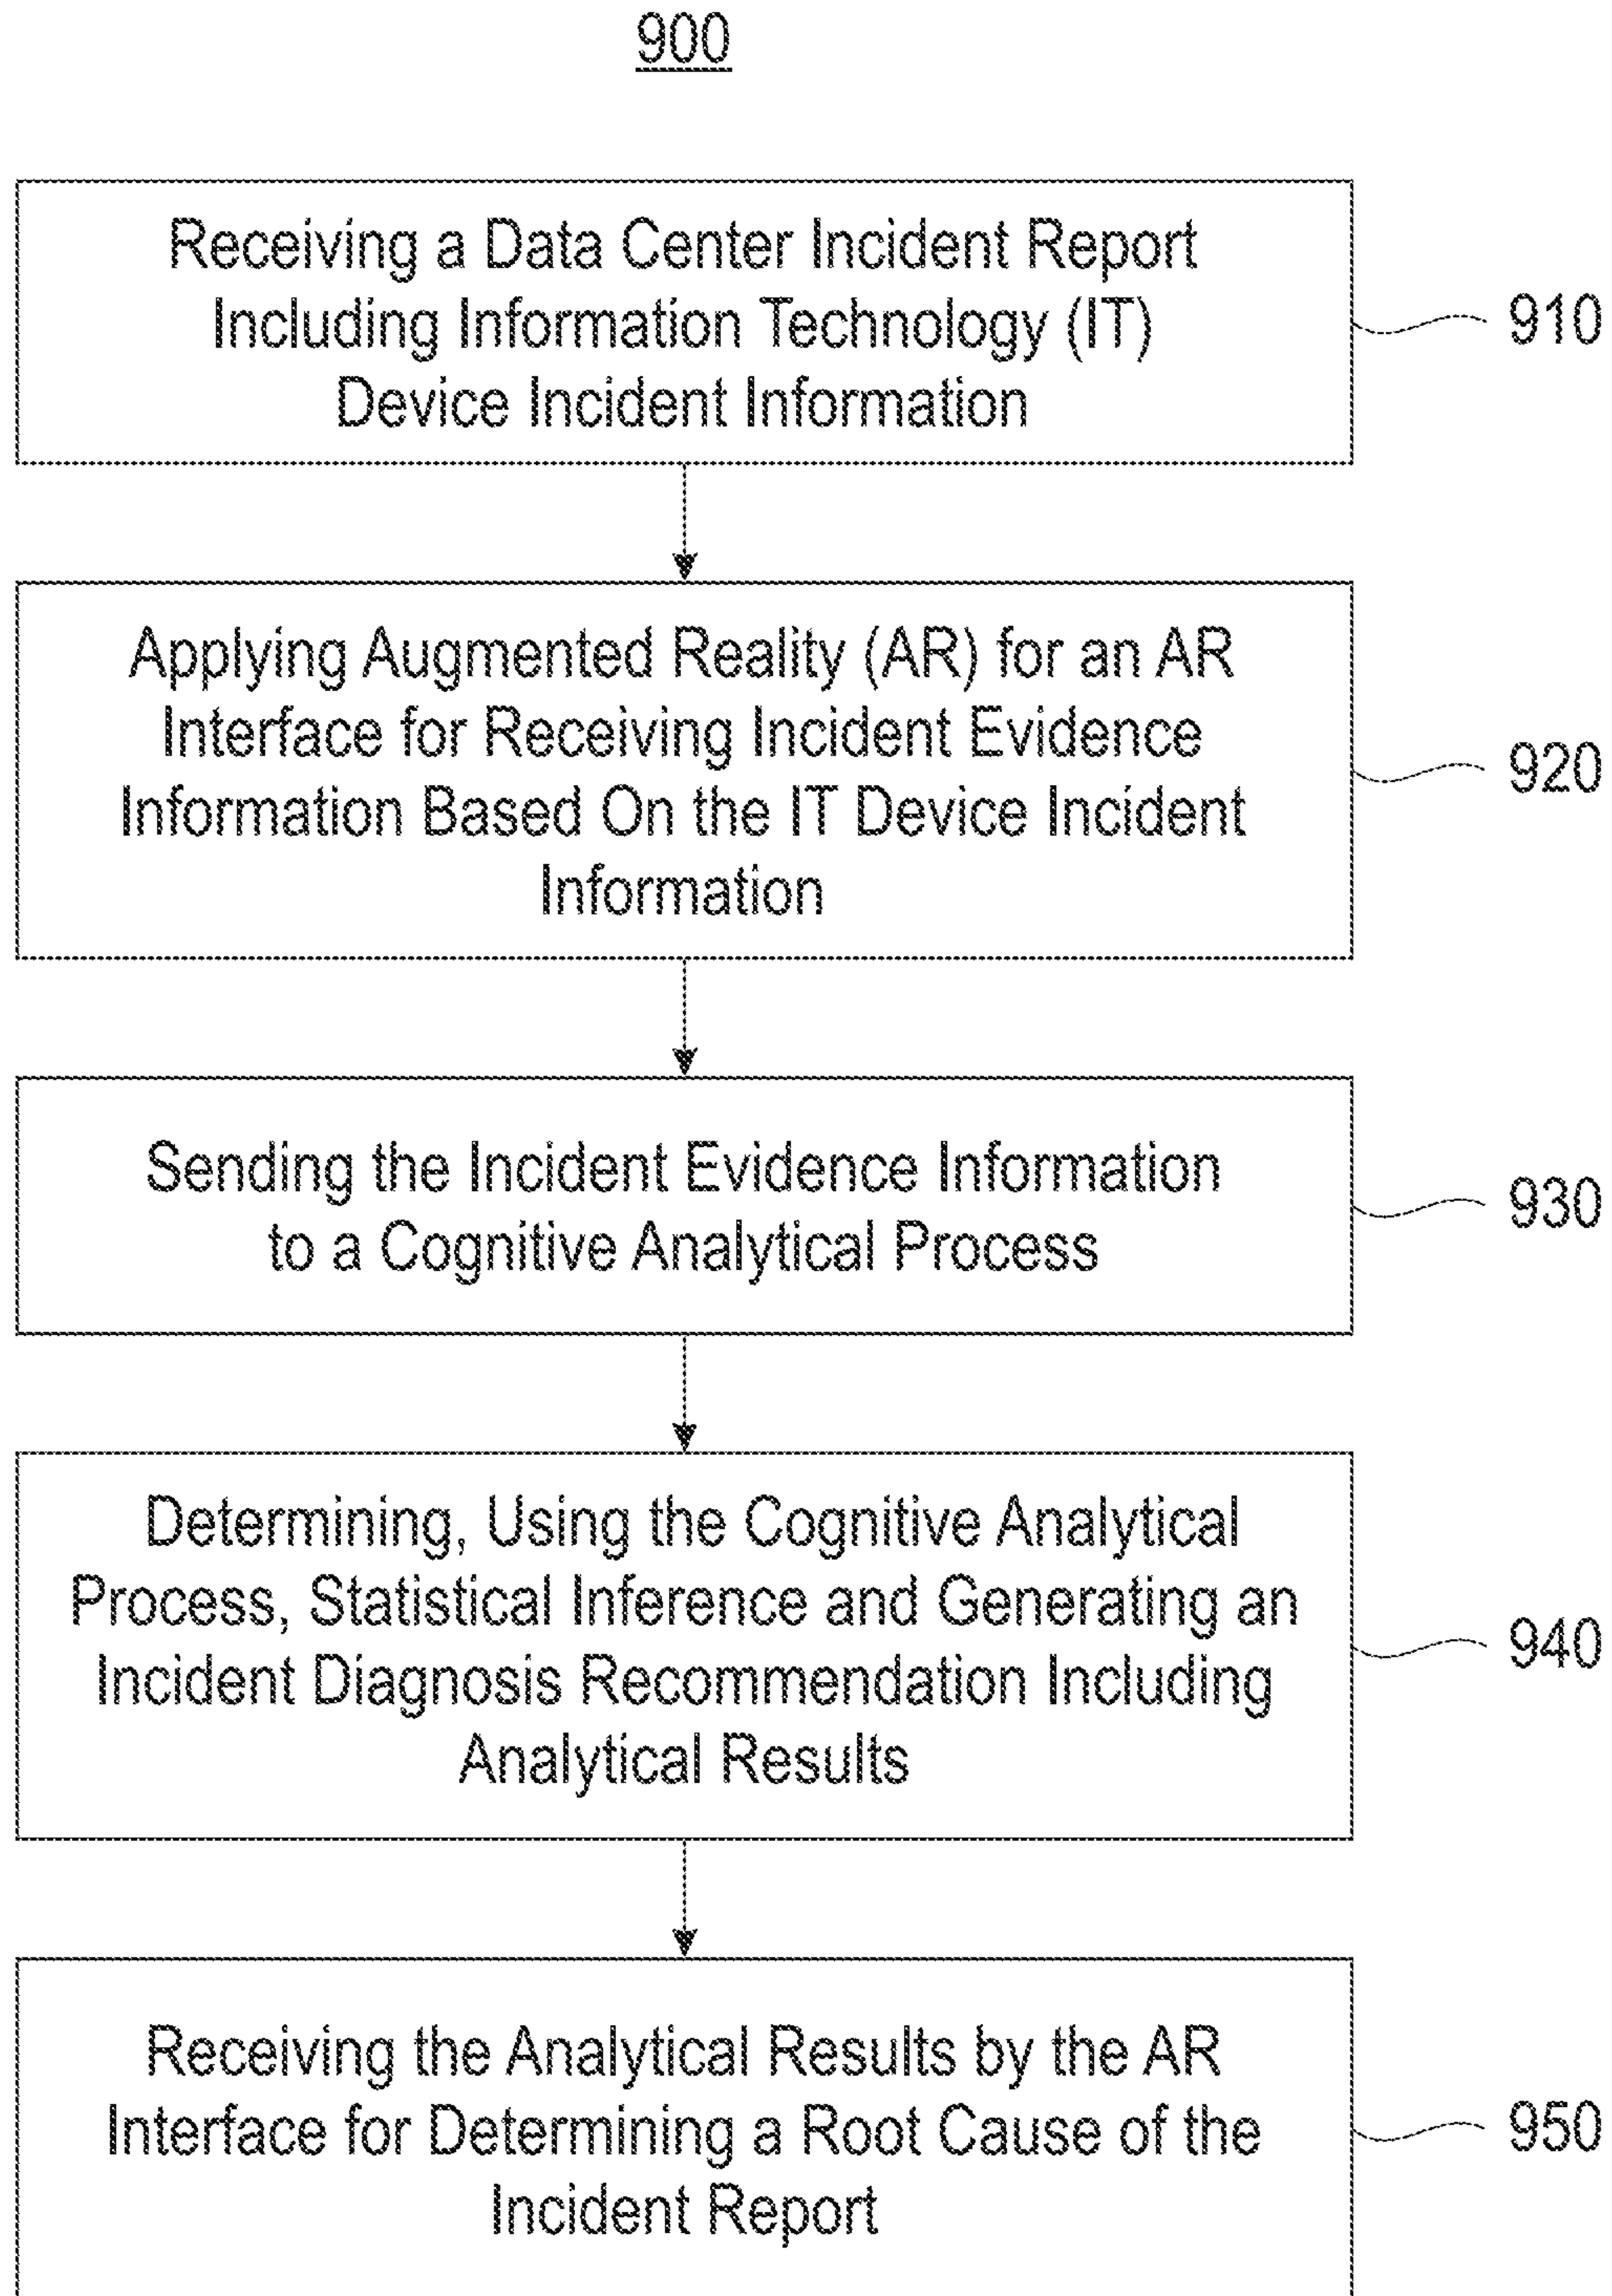 900
Receiving a Data Center Incident Report
Including Information Technology (IT)
Device Incident Information
910
Applying Augmented Reality (AR) for an AR
Interface for Receiving Incident Evidence
Information Based On the IT Device Incident
Information
920
Sending the Incident Evidence Information
to a Cognitive Analytical Process
930
Determining, Using the Cognitive Analytical
Process, Statistical Inference and Generating an
Incident Diagnosis Recommendation Including
Analytical Results
940
Receiving the Analytical Results by the AR
Interface for Determining a Root Cause of the
Incident Report
950